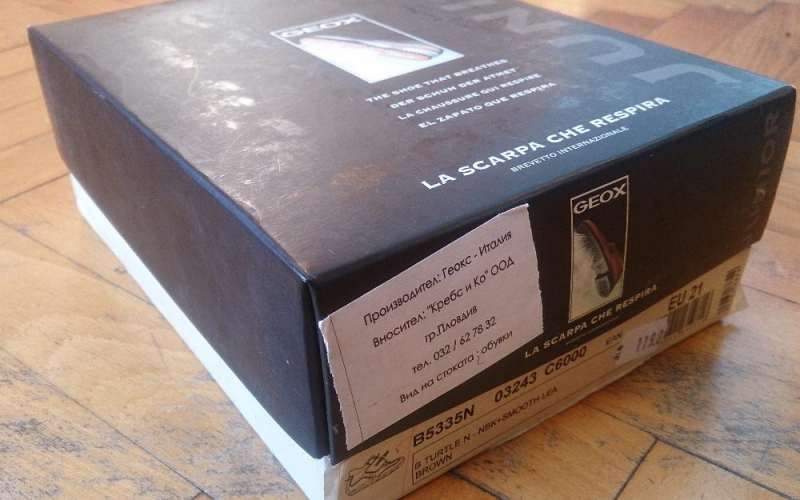 GEOX
THE SHOE THAT BREATHES
DER SCHUH DER ATMET
LA CHAUSSURE QUI RESPIRE
EL ZAPATO QUE RESPIRA
LA SCARPA CHE RESPIRA
BREVETTO INTERNAZIONALE
JUNIOR
GEOX
LA SCARPA CHE RESPIRA
Производител: Геокс - Италия
Вносител: "Кребс и Ко" ООД
гр.Пловдив
тел. 032 / 62 78 32
Вид на стоката : обувки
EU 21
B5335N 03243 C6000
B TURTLE N - NBK+SMOOTH LEA
BROWN